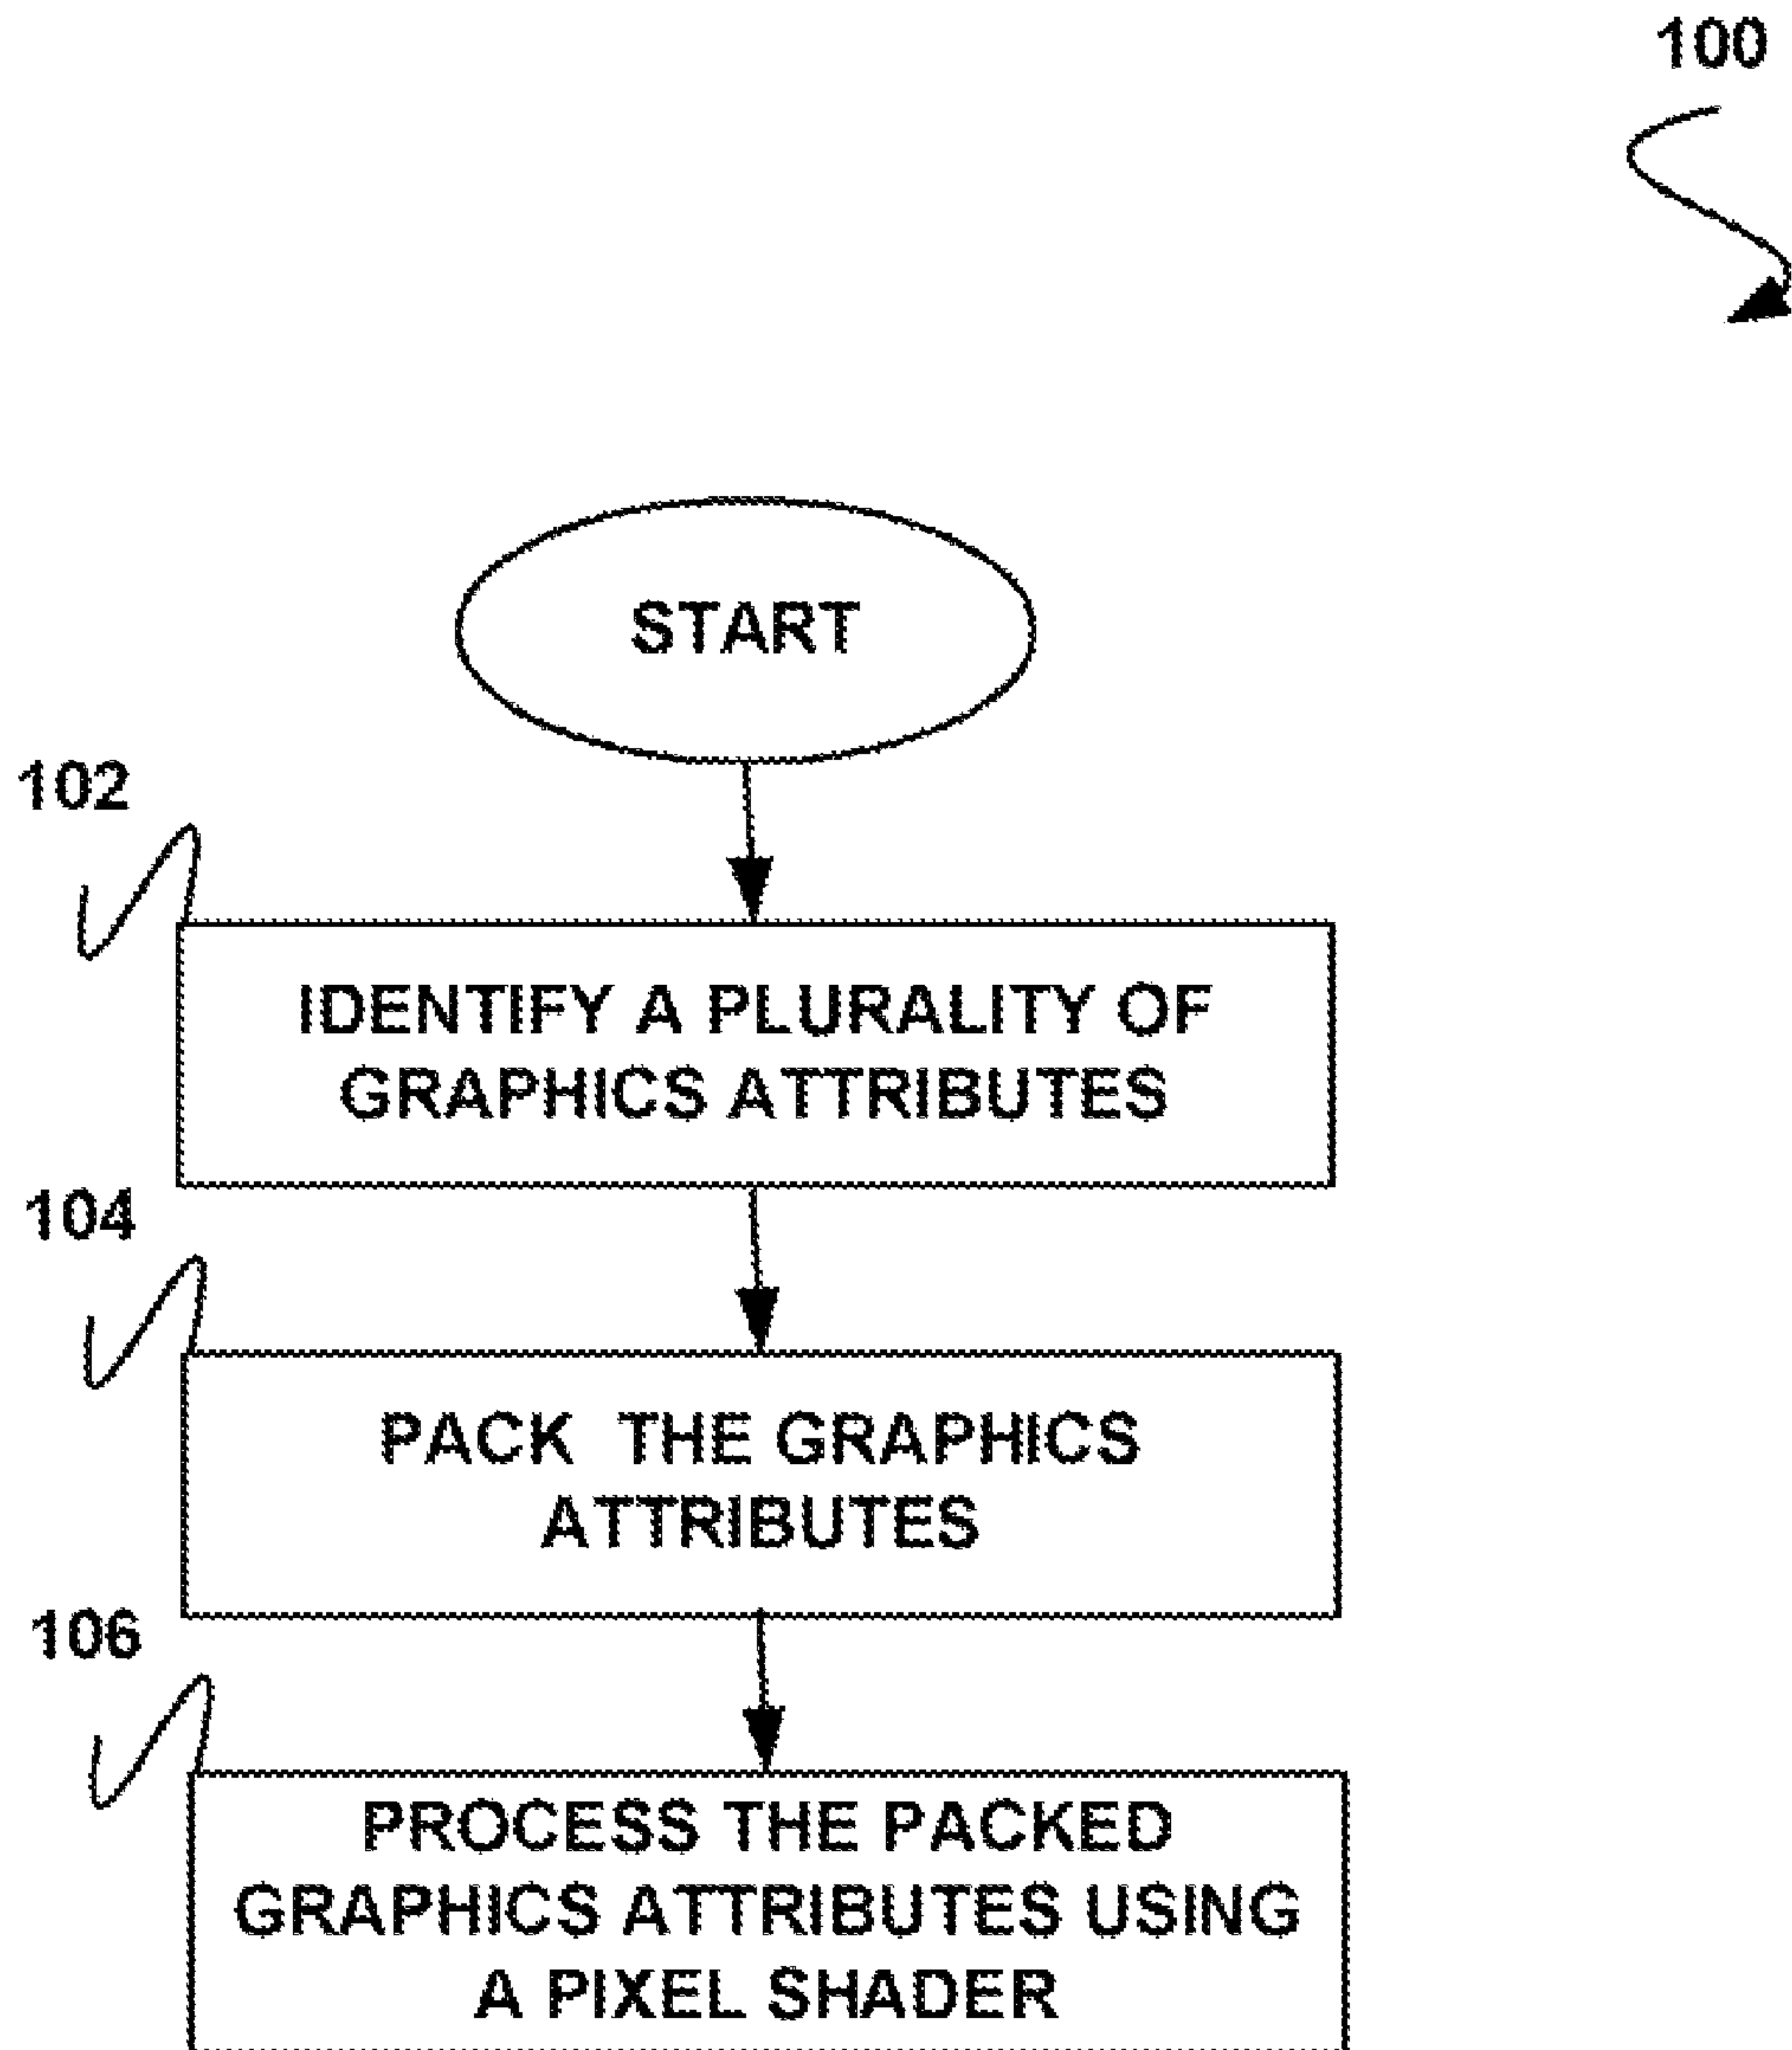 100
START
102
IDENTIFY A PLURALITY OF
GRAPHICS ATTRIBUTES
104
PACK THE GRAPHICS
ATTRIBUTES
106
PROCESS THE PACKED
GRAPHICS ATTRIBUTES USING
A PIXEL SHADER